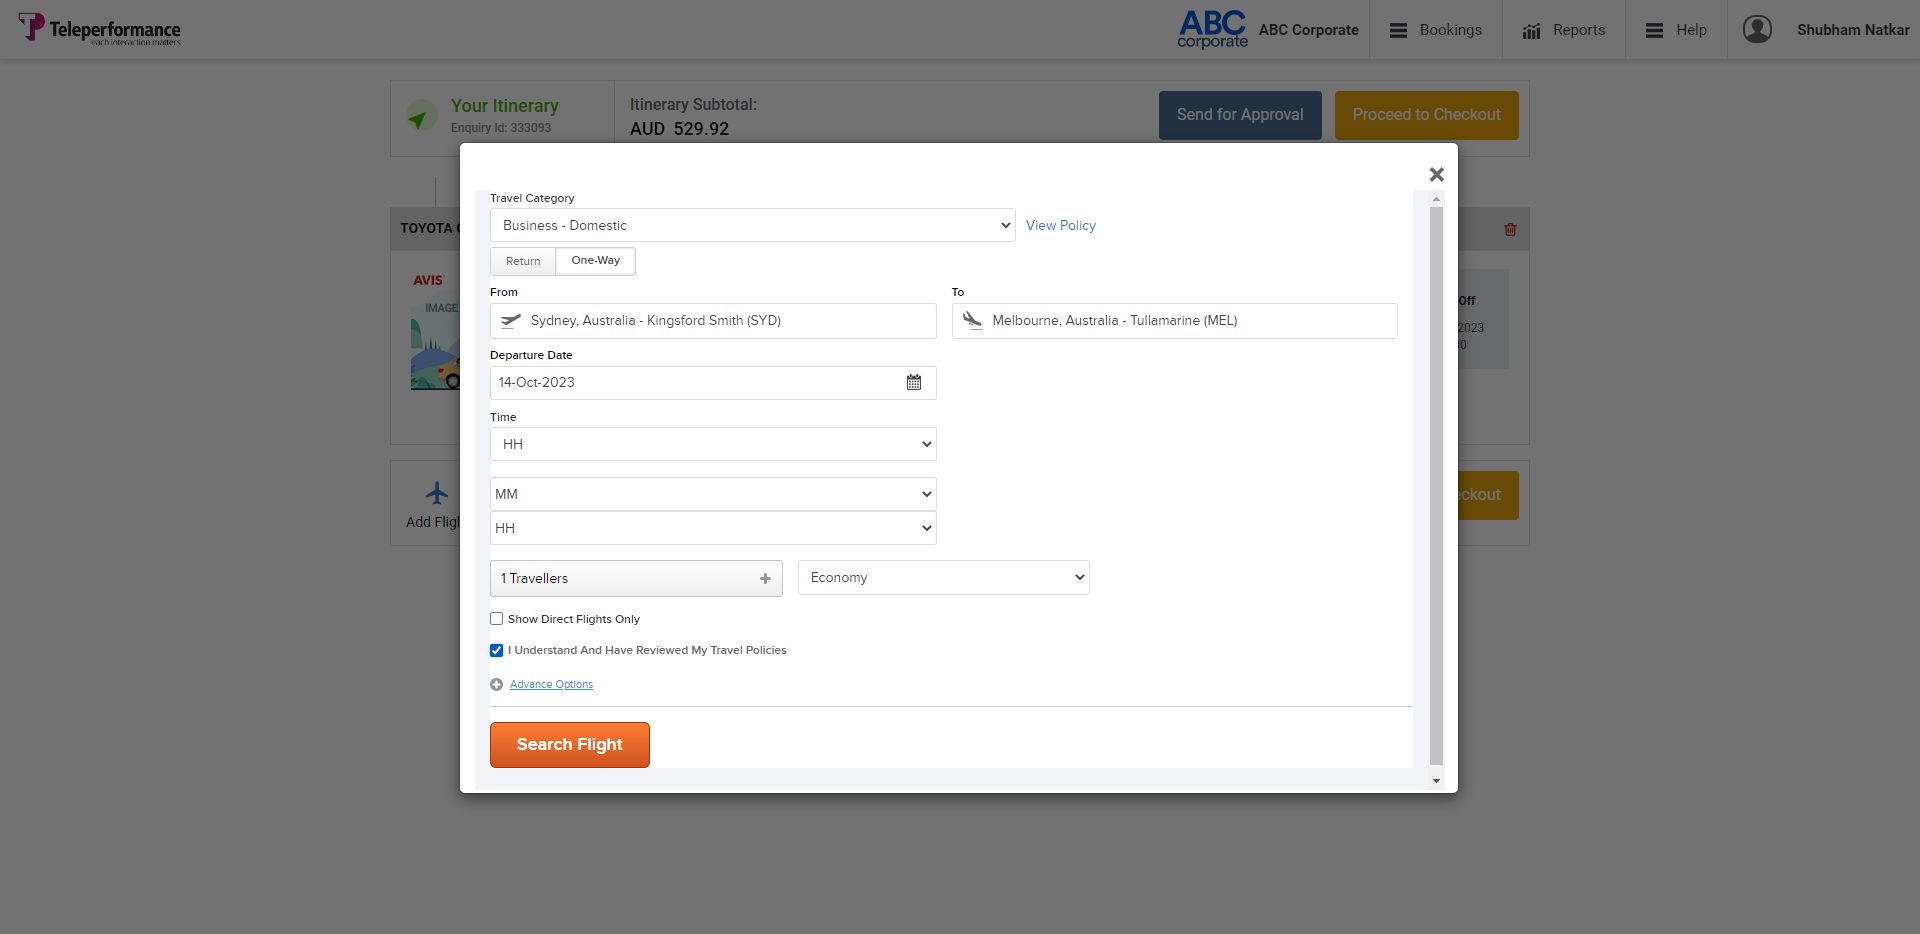 Teleperformance
each interaction matters
ABC
corporate
ABC Corporate
Bookings
Reports
Help
Shubham Natkar
Your Itinerary
Enquiry Id: 333093
Itinerary Subtotal:
AUD 529.92
Send for Approval
Proceed to Checkout
Travel Category
Business - Domestic
View Policy
TOYOTA
Return
One-Way
AVIS
IMAGE
From
To
Sydney, Australia - Kingsford Smith (SYD)
Melbourne, Australia - Tullamarine (MEL)
Off
2023
Departure Date
14-Oct-2023
Time
HH
MM
HH
Add Fligh
eckout
1 Travellers
Economy
Show Direct Flights Only
I Understand And Have Reviewed My Travel Policies
Advance Options
Search Flight